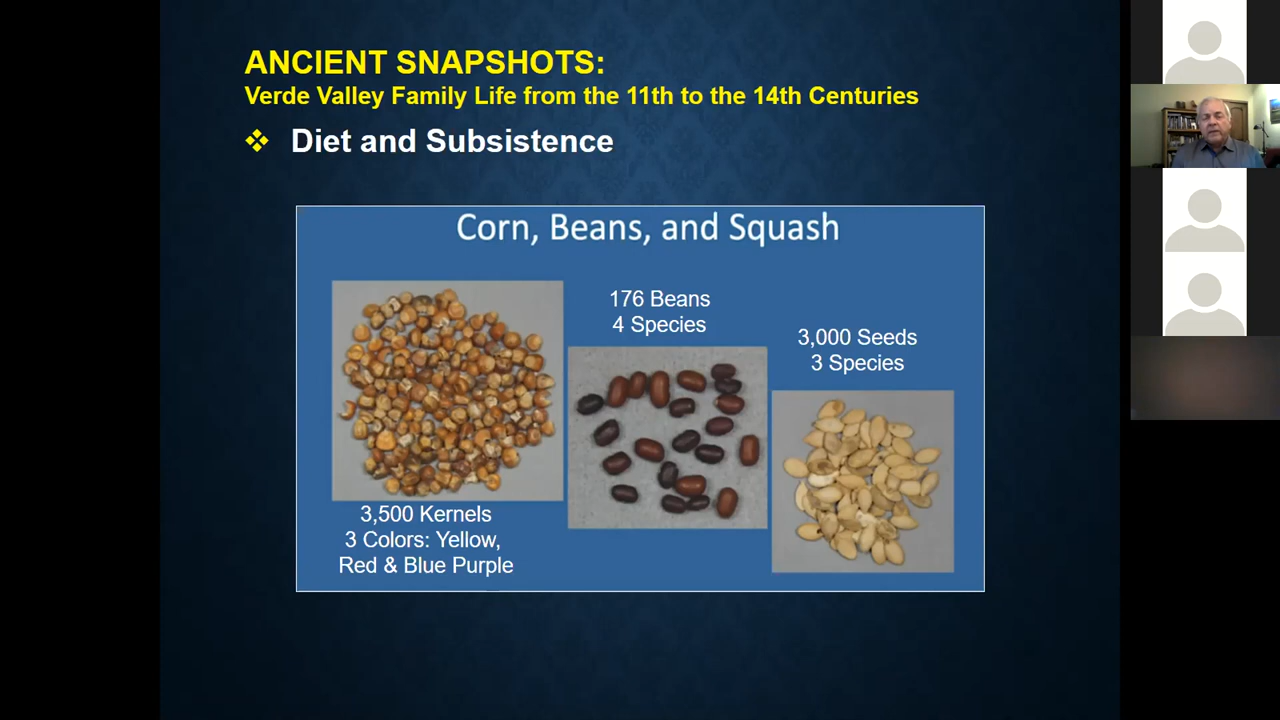 ANCIENT SNAPSHOTS:
Verde Valley Family Life from the 11th to the 14th Centuries
❖ Diet and Subsistence
Corn, Beans, and Squash
176 Beans
4 Species
3,000 Seeds
3 Species
3,500 Kernels
3 Colors: Yellow,
Red & Blue Purple